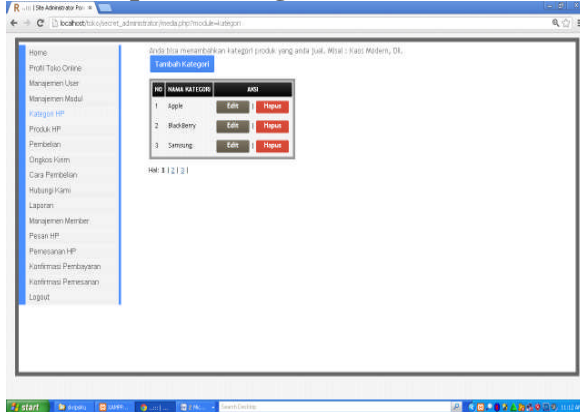 Site Administrator
localhost/toko/secret_administrator/media.php?module=kategori
Home
Profil Toko Online
Manajemen User
Manajemen Modul
Kategori HP
Produk HP
Pembelian
Ongkos Kirim
Cara Pembelian
Hubungi Kami
Laporan
Manajemen Member
Pesan HP
Pemesanan HP
Konfirmasi Pembayaran
Konfirmasi Pemesanan
Logout
Anda bisa menambahkan kategori produk yang anda jual. Misal : Kaos Modern, Dll.
Tambah Kategori
NO NAMA KATEGORI AKSI
1 Apple Edit | Hapus
2 BlackBerry Edit | Hapus
3 Samsung Edit | Hapus
Hal: 1 | 2 | 3 |
start
Search Desktop